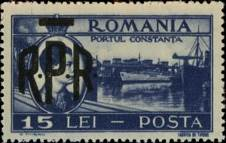 ROMANIA
PORTUL CONSTANTA
RPR
15 LEI - POSTA